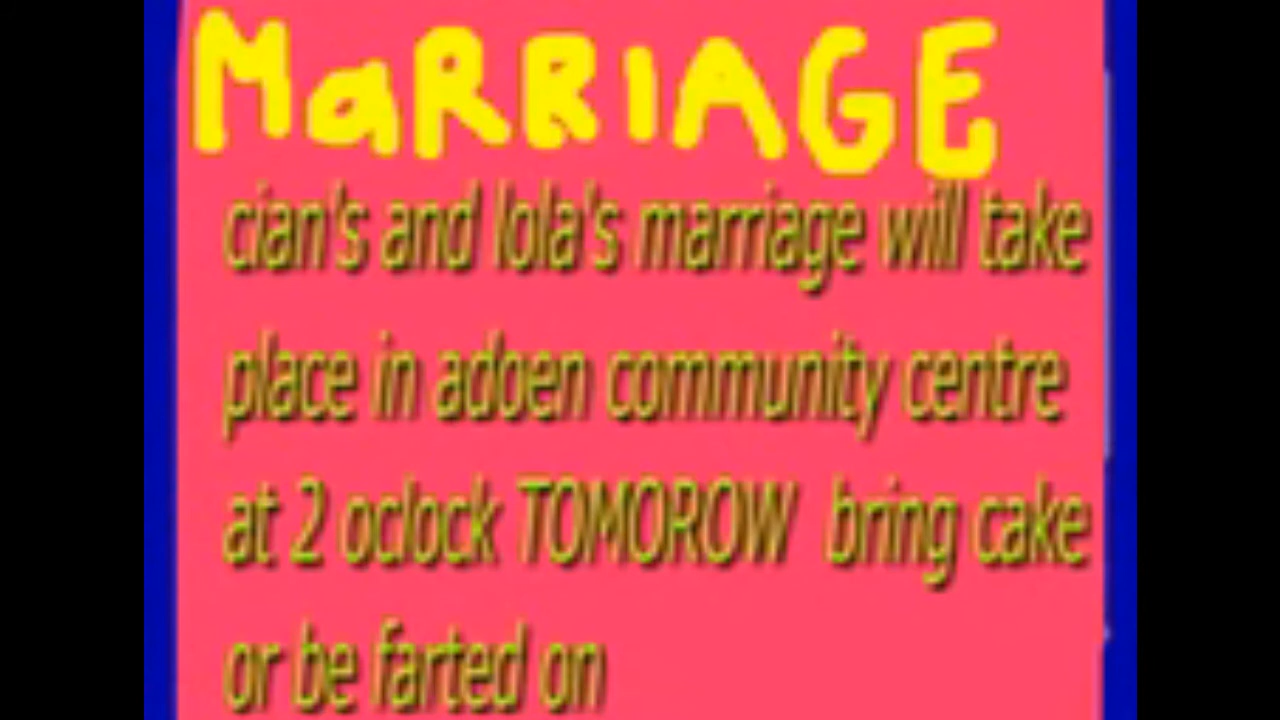 MaRRIAGE
cian's and lola's marriage will take
place in adoen community centre
at 2 oclock TOMOROW bring cake
or be farted on